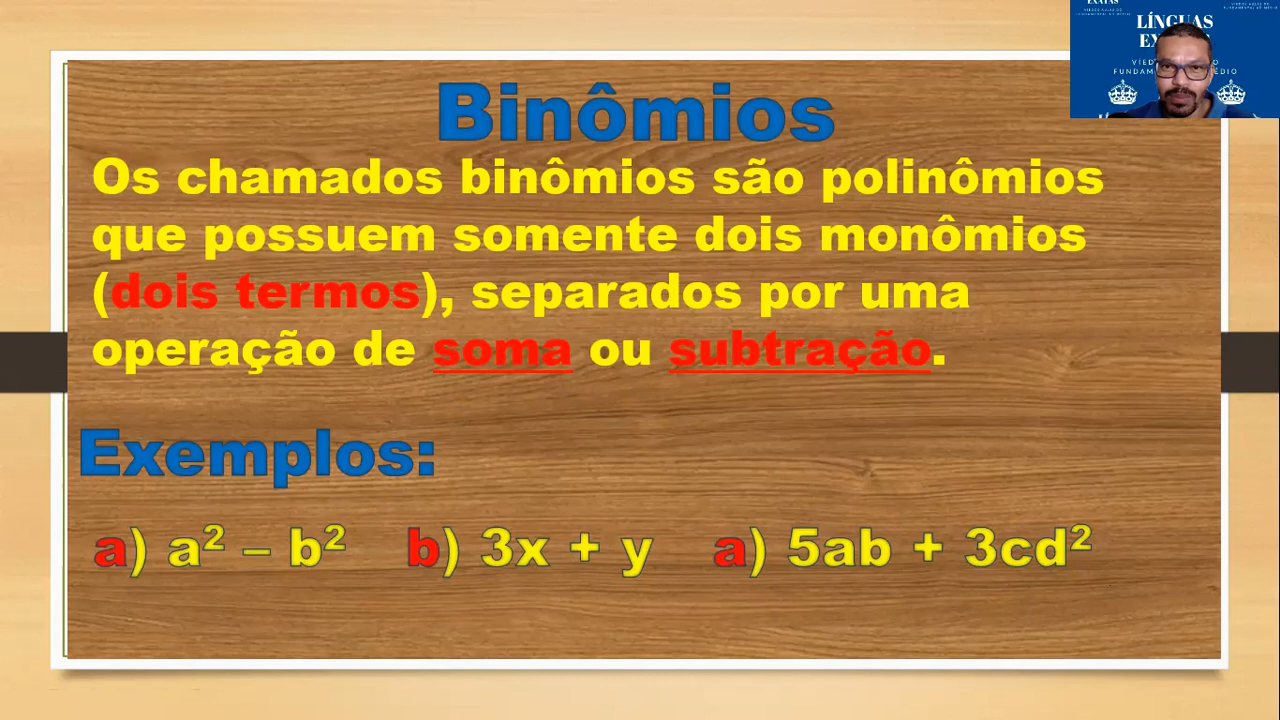 EXATAS
LÍNGUAS
Binômios
Os chamados binômios são polinômios
que possuem somente dois monômios
(dois termos), separados por uma
operação de soma ou subtração.
Exemplos:
a) a² – b² b) 3x + y a) 5ab + 3cd²